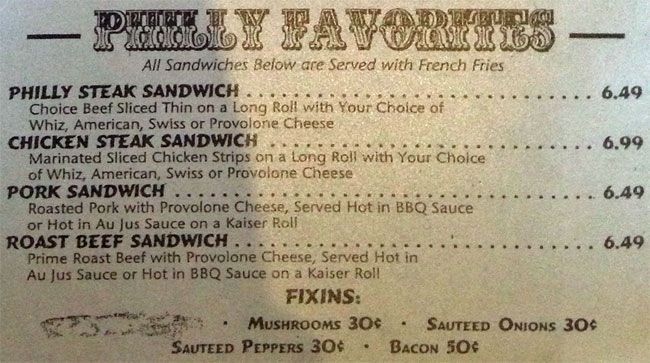 PHILLY FAVORITES
All Sandwiches Below are Served with French Fries
PHILLY STEAK SANDWICH . . . . . . . . . . . . . . . . . . . . . . . . . . . . . . . 6.49
Choice Beef Sliced Thin on a Long Roll with Your Choice of
Whiz, American, Swiss or Provolone Cheese
CHICKEN STEAK SANDWICH . . . . . . . . . . . . . . . . . . . . . . . . . . . . . 6.99
Marinated Sliced Chicken Strips on a Long Roll with Your Choice
of Whiz, American, Swiss or Provolone Cheese
PORK SANDWICH . . . . . . . . . . . . . . . . . . . . . . . . . . . . . . . . . . . . . 6.49
Roasted Pork with Provolone Cheese, Served Hot in BBQ Sauce
or Hot in Au Jus Sauce on a Kaiser Roll
ROAST BEEF SANDWICH . . . . . . . . . . . . . . . . . . . . . . . . . . . . . . . 6.49
Prime Roast Beef with Provolone Cheese, Served Hot in
Au Jus Sauce or Hot in BBQ Sauce on a Kaiser Roll
FIXINS:
· MUSHROOMS 30¢ · SAUTEED ONIONS 30¢
SAUTEED PEPPERS 30¢ · BACON 50¢